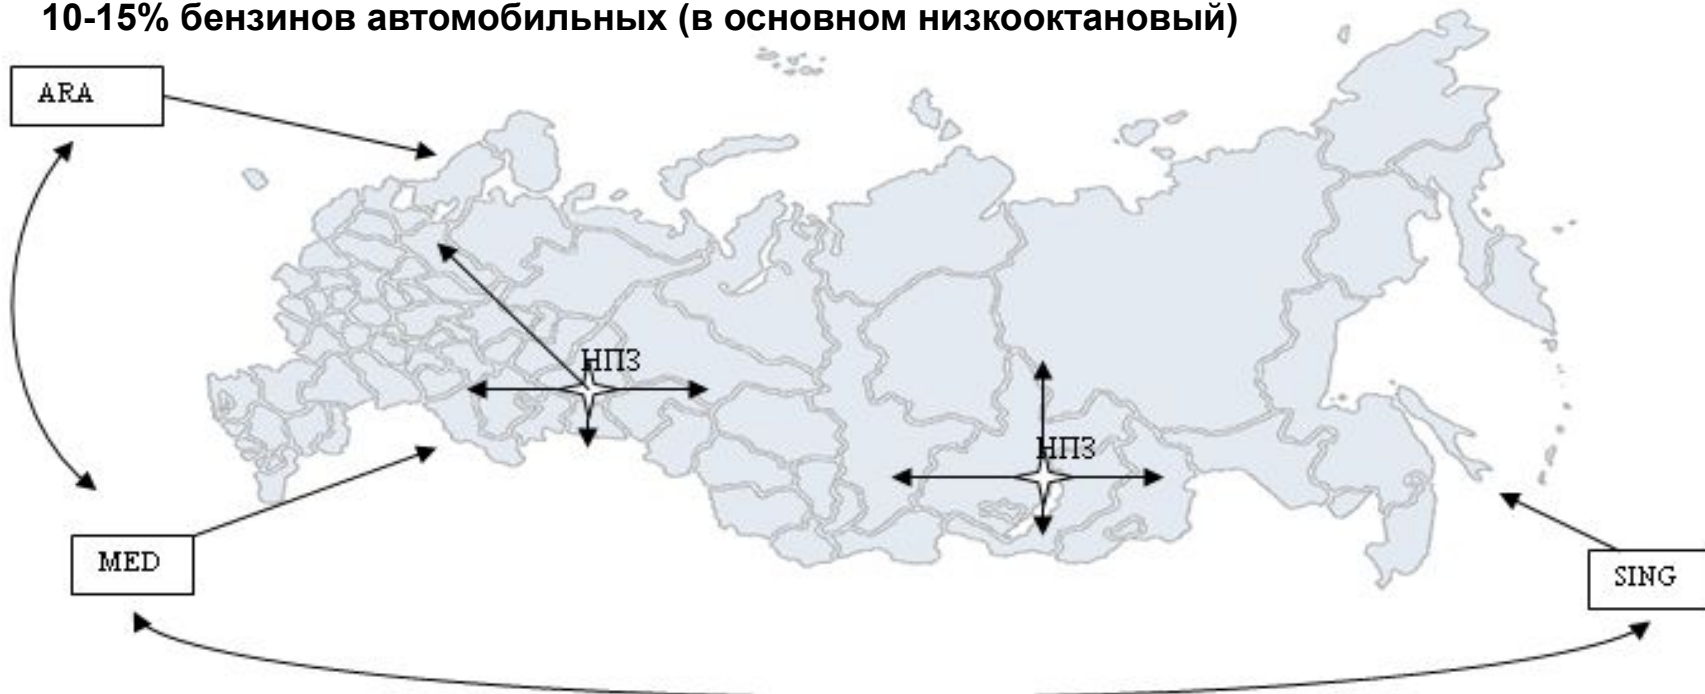 10-15% бензинов автомобильных (в основном низкооктановый)
ARA
НПЗ
НПЗ
MED
SING